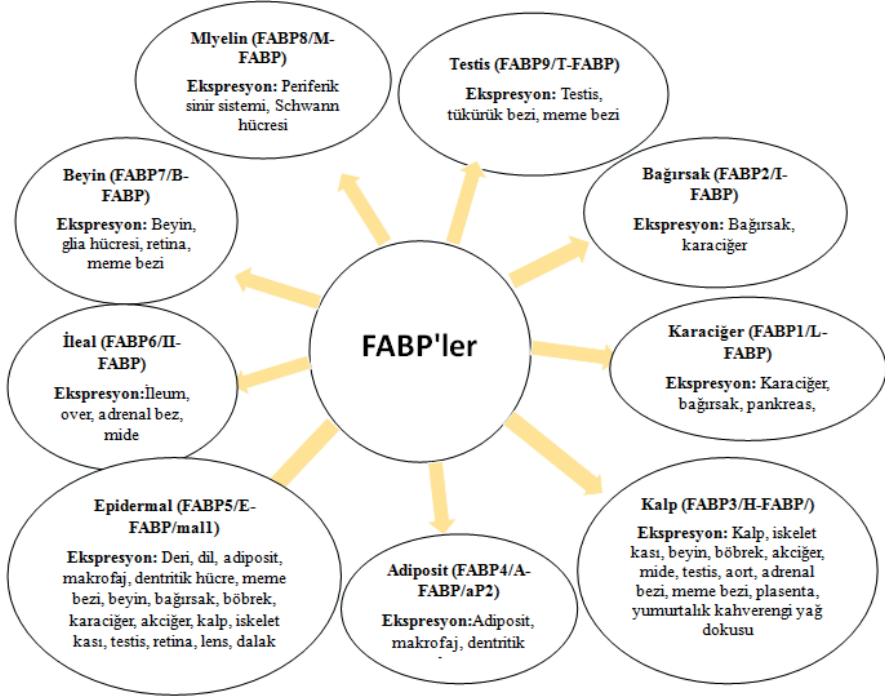 Mlyelin (FABP8/M-
FABP)
Ekspresyon: Periferik
sinir sistemi, Schwann
hücresi
Testis (FABP9/T-FABP)
Ekspresyon: Testis,
tükürük bezi, meme bezi
Beyin (FABP7/B-
FABP)
Ekspresyon: Beyin,
glia hücresi, retina,
meme bezi
Bağırsak (FABP2/I-
FABP)
Ekspresyon: Bağırsak,
karaciğer
FABP'ler
İleal (FABP6/II-
FABP)
Ekspresyon:İleum,
over, adrenal bez,
mide
Karaciğer (FABP1/L-
FABP)
Ekspresyon: Karaciğer,
bağırsak, pankreas,
Epidermal (FABP5/E-
FABP/mal1)
Ekspresyon: Deri, dil, adiposit,
makrofaj, dentritik hücre, meme
bezi, beyin, bağırsak, böbrek,
karaciğer, akciğer, kalp, iskelet
kası, testis, retina, lens, dalak
Adiposit (FABP4/A-
FABP/aP2)
Ekspresyon:Adiposit,
makrofaj, dentritik
Kalp (FABP3/H-FABP/)
Ekspresyon: Kalp, iskelet
kası, beyin, böbrek, akciğer,
mide, testis, aort, adrenal
bezi, meme bezi, plasenta,
yumurtalık kahverengi yağ
dokusu